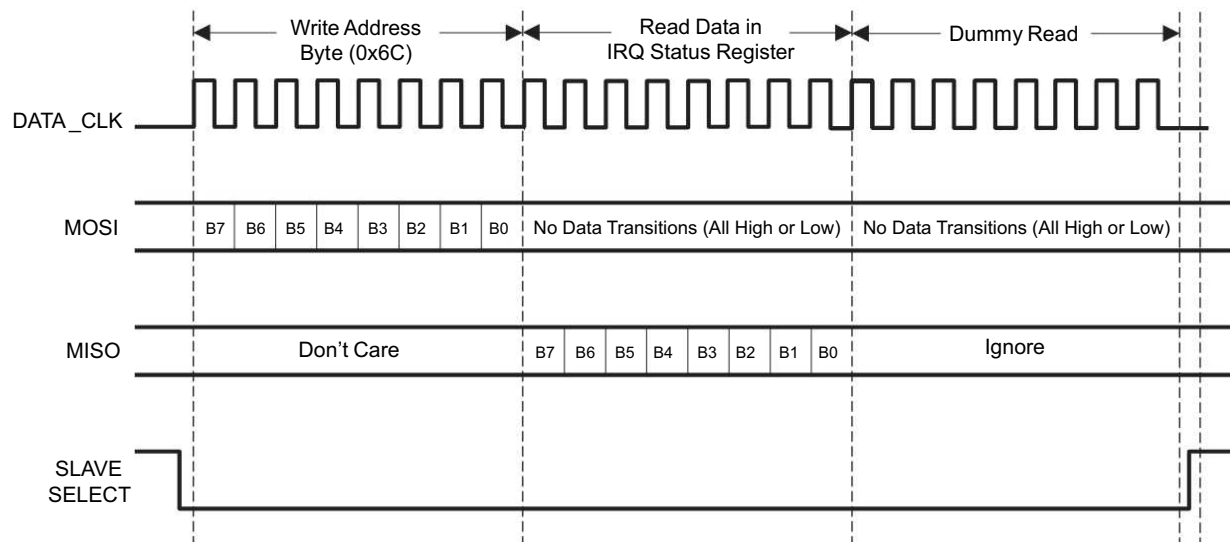 Write Address
Byte (0x6C)
Read Data in
IRQ Status Register
Dummy Read
DATA_CLK
MOSI
B7 B6 B5 B4 B3 B2 B1 B0
No Data Transitions (All High or Low)
No Data Transitions (All High or Low)
MISO
Don't Care
B7 B6 B5 B4 B3 B2 B1 B0
Ignore
SLAVE
SELECT